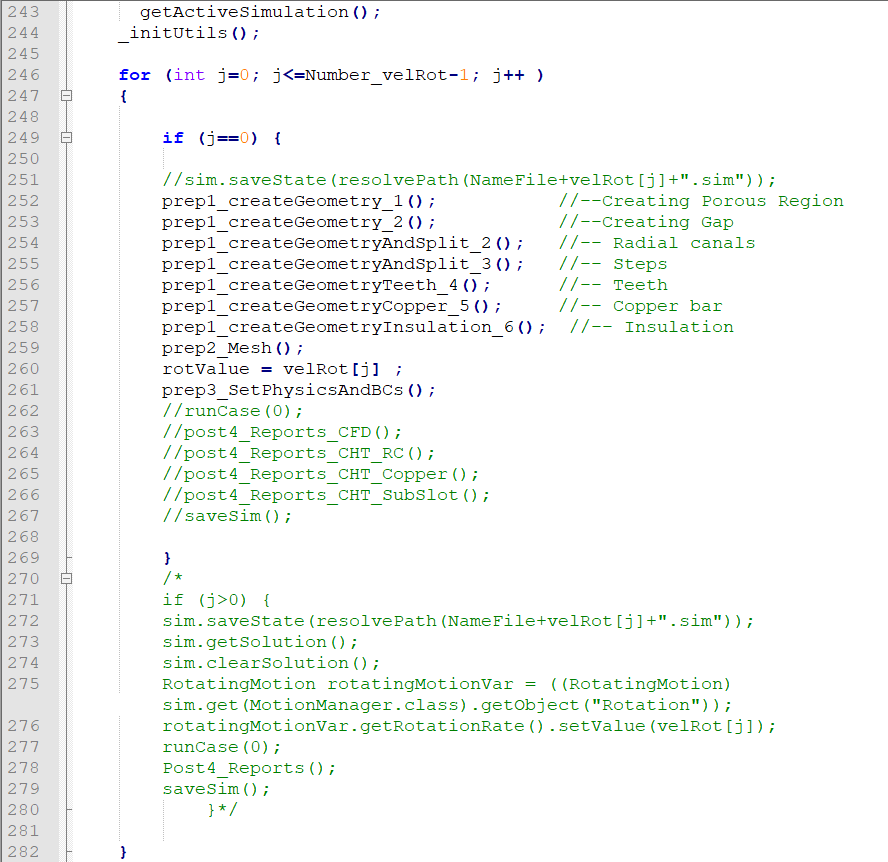 243 getActiveSimulation();
244 _initUtils();
245
246 for (int j=0; j<=Number_velRot-1; j++ )
247 {
248
249 if (j==0) {
250
251 //sim.saveState(resolvePath(NameFile+velRot[j]+".sim"));
252 prep1_createGeometry_1(); //--Creating Porous Region
253 prep1_createGeometry_2(); //--Creating Gap
254 prep1_createGeometryAndSplit_2(); //-- Radial canals
255 prep1_createGeometryAndSplit_3(); //-- Steps
256 prep1_createGeometryTeeth_4(); //-- Teeth
257 prep1_createGeometryCopper_5(); //-- Copper bar
258 prep1_createGeometryInsulation_6(); //-- Insulation
259 prep2_Mesh();
260 rotValue = velRot[j] ;
261 prep3_SetPhysicsAndBCs();
262 //runCase(0);
263 //post4_Reports_CFD();
264 //post4_Reports_CHT_RC();
265 //post4_Reports_CHT_Copper();
266 //post4_Reports_CHT_SubSlot();
267 //saveSim();
268
269 }
270 /*
271 if (j>0) {
272 sim.saveState(resolvePath(NameFile+velRot[j]+".sim"));
273 sim.getSolution();
274 sim.clearSolution();
275 RotatingMotion rotatingMotionVar = ((RotatingMotion)
sim.get(MotionManager.class).getObject("Rotation"));
276 rotatingMotionVar.getRotationRate().setValue(velRot[j]);
277 runCase(0);
278 Post4_Reports();
279 saveSim();
280 }*/
281
282 }